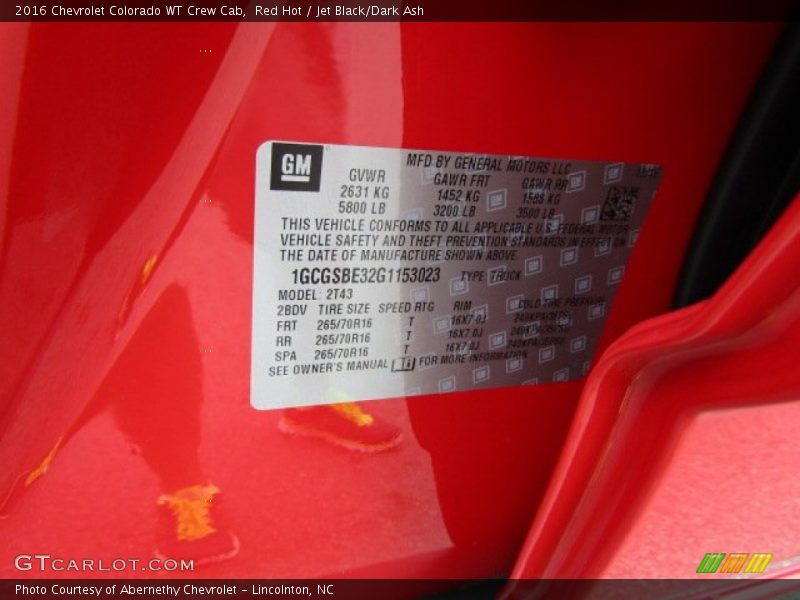 2016 Chevrolet Colorado WT Crew Cab, Red Hot / Jet Black/Dark Ash
GM
MFD BY GENERAL MOTORS LLC
GVWR GAWR FRT GAWR RR
2631 KG 1452 KG 1588 KG
5800 LB 3200 LB 3500 LB
THIS VEHICLE CONFORMS TO ALL APPLICABLE U.S. FEDERAL MOTOR
VEHICLE SAFETY AND THEFT PREVENTION STANDARDS IN EFFECT ON
THE DATE OF MANUFACTURE SHOWN ABOVE.
1GCGSBE32G1153023 TYPE: TRUCK
MODEL: 2T43
2BDV TIRE SIZE SPEED RTG RIM COLD TIRE PRESSURE
FRT 265/70R16 T 16X7.0J
RR 265/70R16 T 16X7.0J
SPA 265/70R16 T 16X7.0J
SEE OWNER'S MANUAL FOR MORE INFORMATION
GTCARLOT.COM
Photo Courtesy of Abernethy Chevrolet - Lincolnton, NC